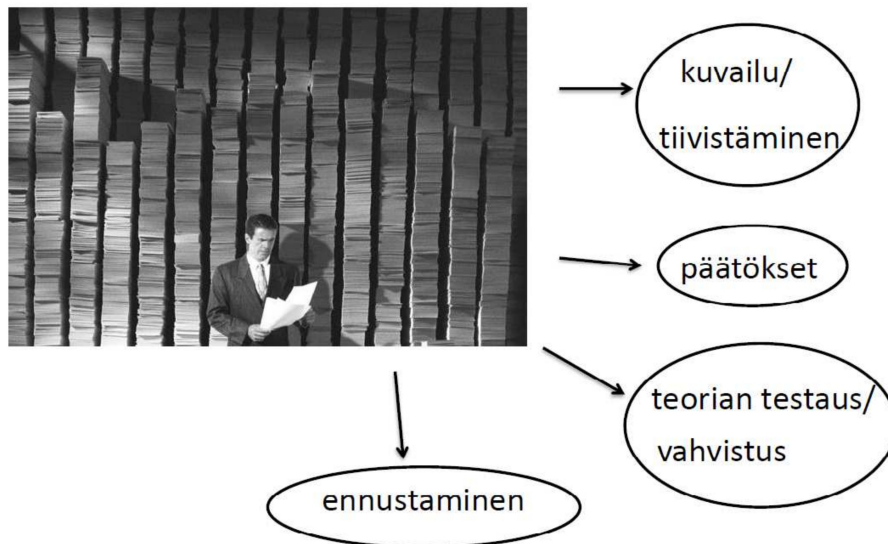 kuvailu/
tiivistäminen
päätökset
teorian testaus/
vahvistus
ennustaminen